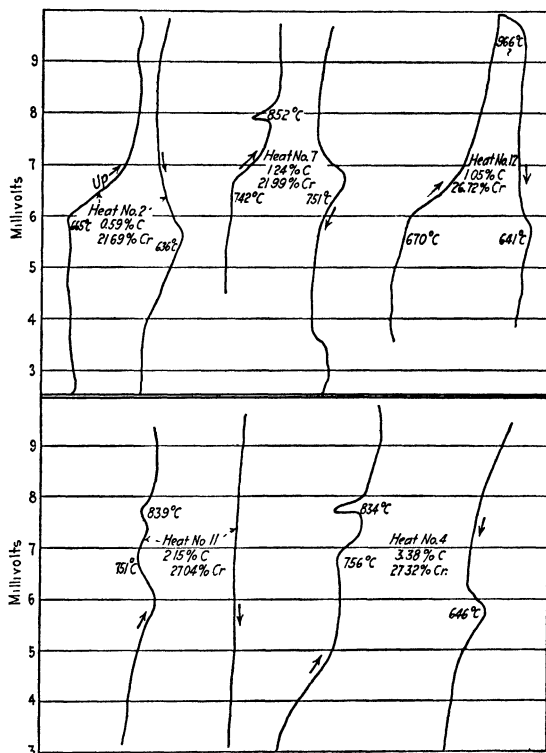 Millivolts
9
8
7
6
5
4
3
966°C
?
852°C
UP
Heat No. 2
0.59% C
21.69% Cr
665°C
636°C
Heat No. 7
1.24% C
21.99% Cr
742°C
751°C
Heat No. 12
1.05% C
26.72% Cr
670°C
641°C
Millivolts
9
8
7
6
5
4
3
839°C
Heat No 11
2.15% C
27.04% Cr
751°C
834°C
Heat No. 4
3.38% C
27.32% Cr.
756°C
646°C